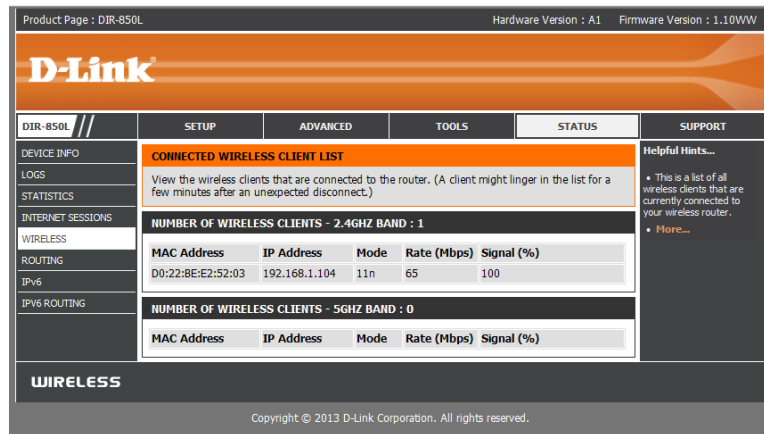 Product Page : DIR-850L Hardware Version : A1 Firmware Version : 1.10WW
D-Link
DIR-850L // SETUP ADVANCED TOOLS STATUS SUPPORT
DEVICE INFO
LOGS
STATISTICS
INTERNET SESSIONS
WIRELESS
ROUTING
IPv6
IPV6 ROUTING
CONNECTED WIRELESS CLIENT LIST
View the wireless clients that are connected to the router. (A client might linger in the list for a
few minutes after an unexpected disconnect.)
NUMBER OF WIRELESS CLIENTS - 2.4GHZ BAND : 1
MAC Address IP Address Mode Rate (Mbps) Signal (%)
D0:22:BE:E2:52:03 192.168.1.104 11n 65 100
NUMBER OF WIRELESS CLIENTS - 5GHZ BAND : 0
MAC Address IP Address Mode Rate (Mbps) Signal (%)
Helpful Hints...
• This is a list of all
wireless clients that are
currently connected to
your wireless router.
• More...
WIRELESS
Copyright © 2013 D-Link Corporation. All rights reserved.